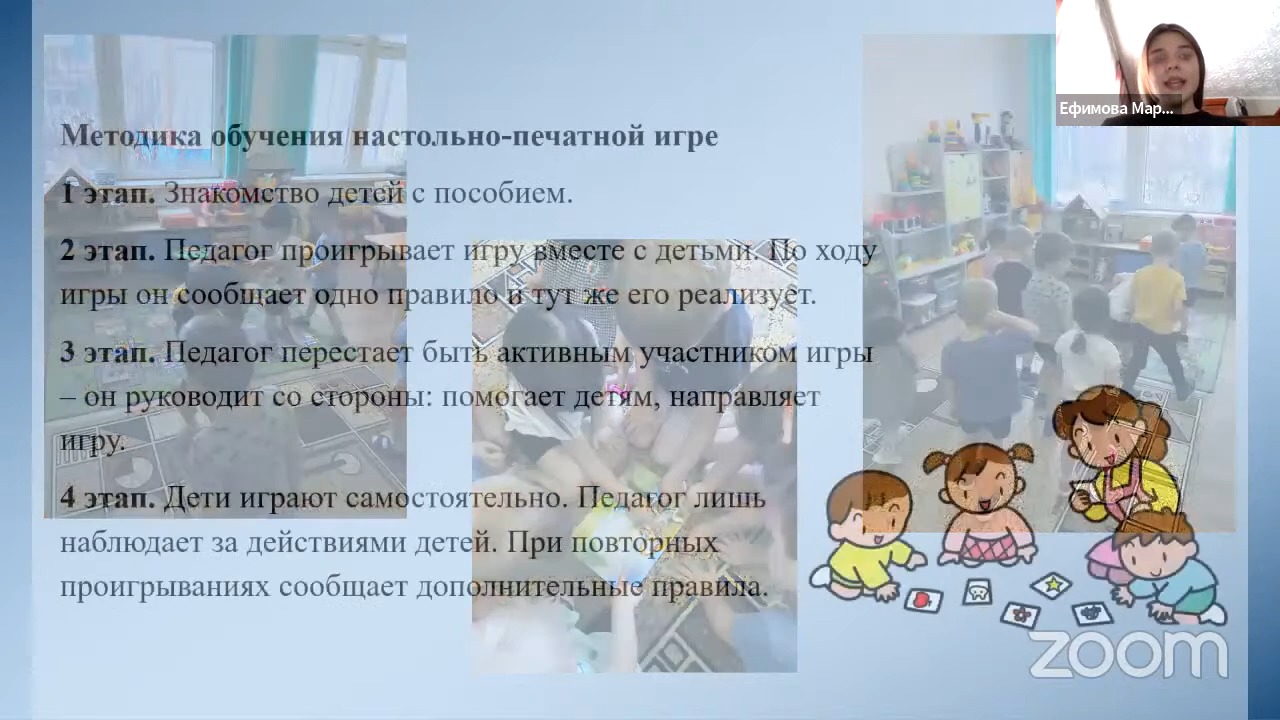 Ефимова Мар...
Методика обучения настольно-печатной игре
1 этап. Знакомство детей с пособием.
2 этап. Педагог проигрывает игру вместе с детьми. По ходу
игры он сообщает одно правило и тут же его реализует.
3 этап. Педагог перестает быть активным участником игры
– он руководит со стороны: помогает детям, направляет
игру.
4 этап. Дети играют самостоятельно. Педагог лишь
наблюдает за действиями детей. При повторных
проигрываниях сообщает дополнительные правила.
zoom